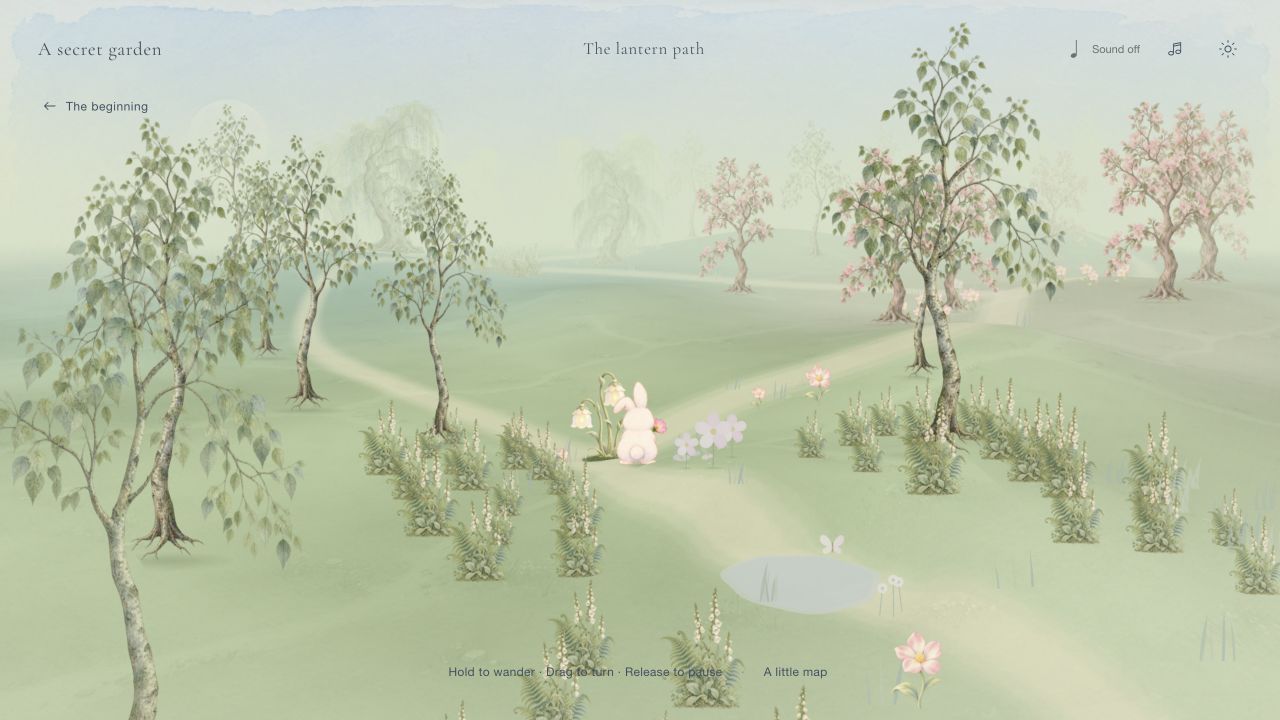 A secret garden
The lantern path
Sound off
The beginning
Hold to wander · Drag to turn · Release to pause
A little map